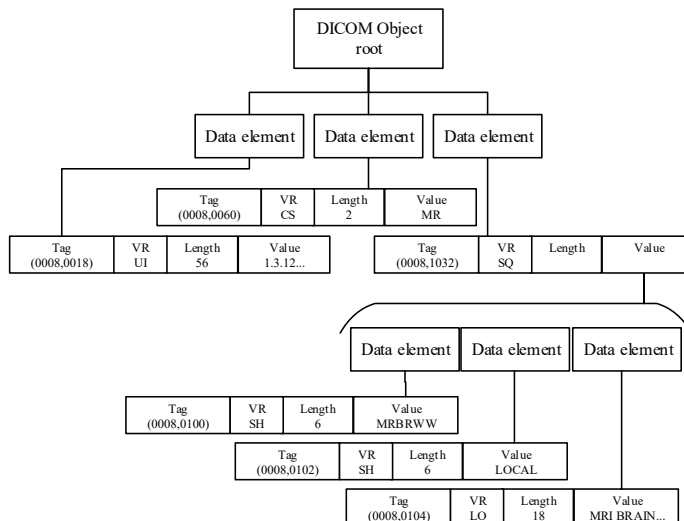 DICOM Object
root
Data element
Data element
Data element
Tag
(0008,0060)
VR
CS
Length
2
Value
MR
Tag
(0008,0018)
VR
UI
Length
56
Value
1.3.12...
Tag
(0008,1032)
VR
SQ
Length
Value
Data element
Data element
Data element
Tag
(0008,0100)
VR
SH
Length
6
Value
MRBRWW
Tag
(0008,0102)
VR
SH
Length
6
Value
LOCAL
Tag
(0008,0104)
VR
LO
Length
18
Value
MRI BRAIN...